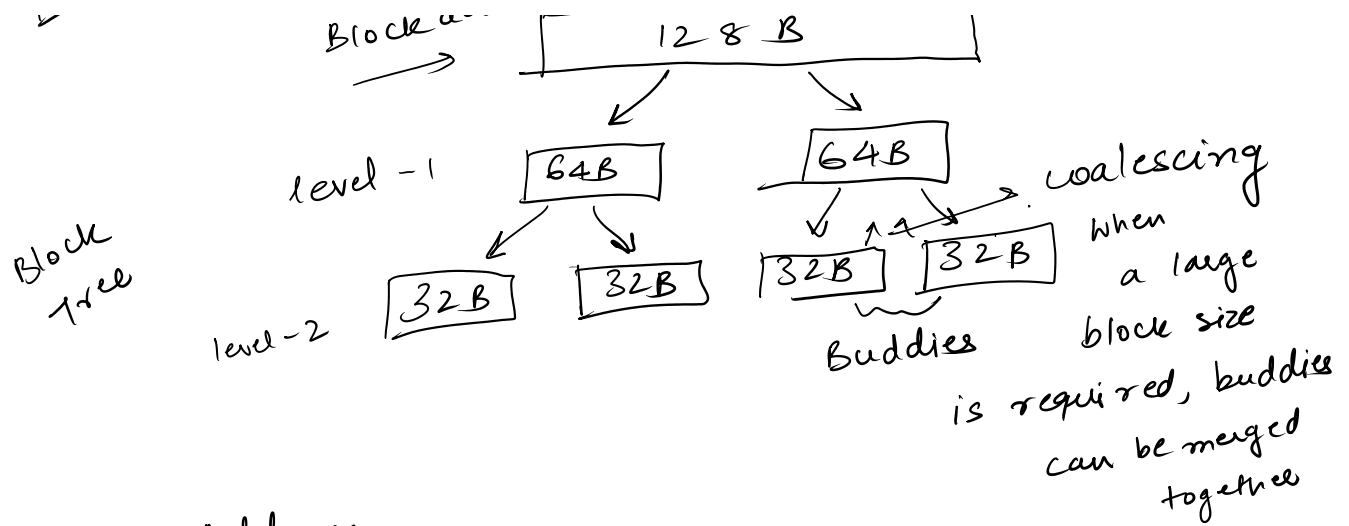 Block
128 B
level-1
64B
64B
coalescing
when
a large
block size
is required, buddies
can be merged
together
Block
Tree
level-2
32B
32B
32B
32B
Buddies